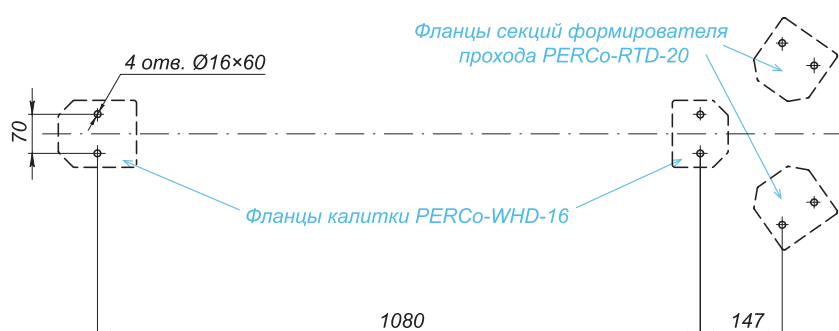 Фланцы секций формирователя
прохода PERCo-RTD-20
4 отв. Ø16×60
70
Фланцы калитки PERCo-WHD-16
1080
147